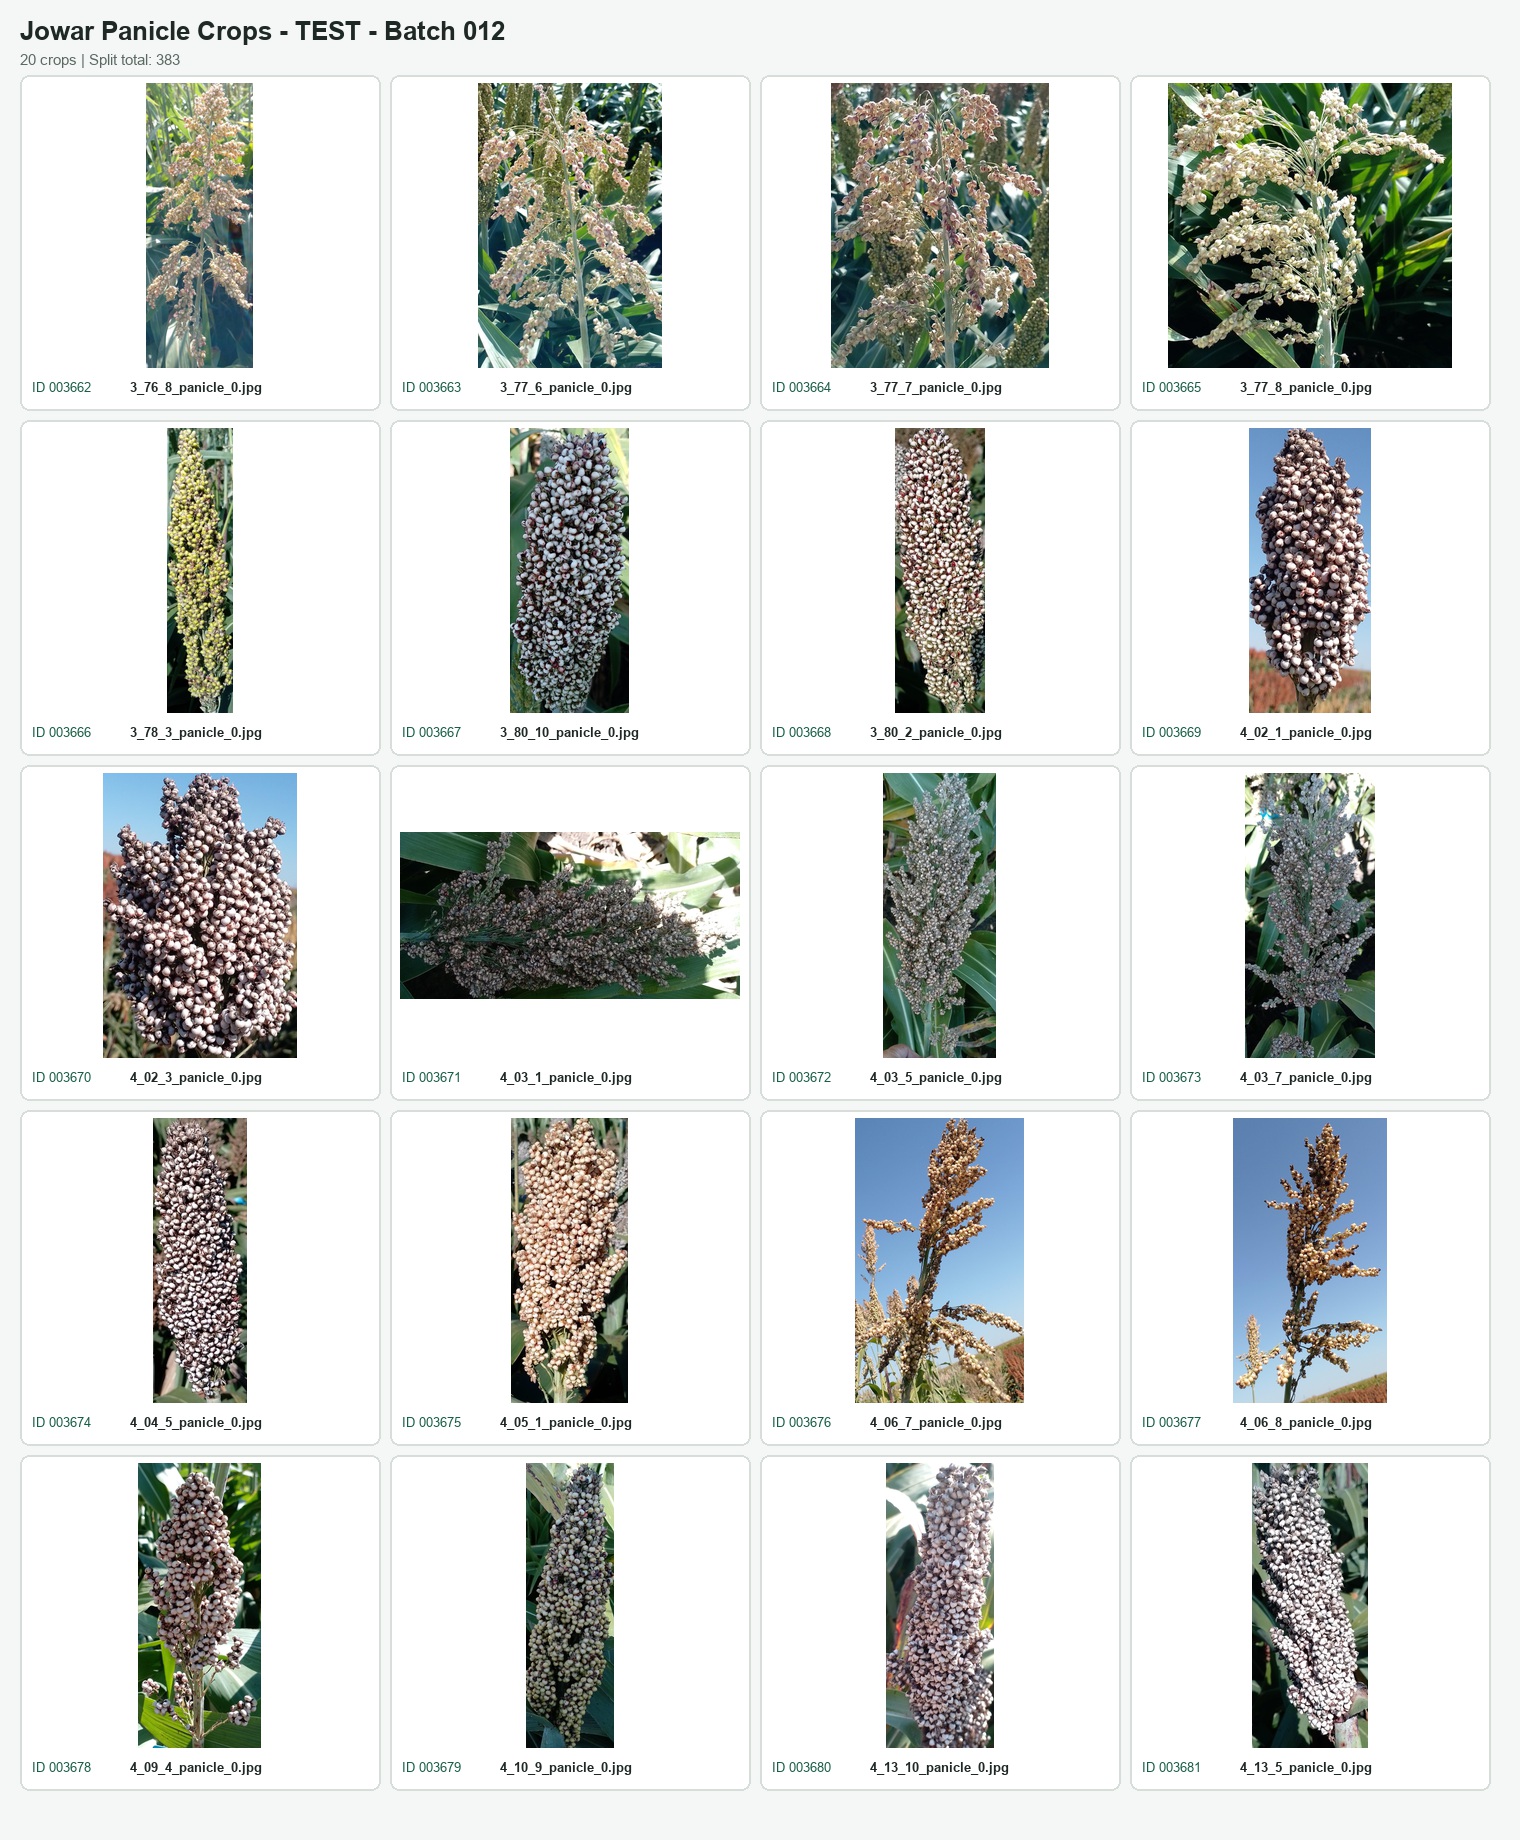 Jowar Panicle Crops - TEST - Batch 012
20 crops | Split total: 383
ID 003662 3_76_8_panicle_0.jpg
ID 003663 3_77_6_panicle_0.jpg
ID 003664 3_77_7_panicle_0.jpg
ID 003665 3_77_8_panicle_0.jpg
ID 003666 3_78_3_panicle_0.jpg
ID 003667 3_80_10_panicle_0.jpg
ID 003668 3_80_2_panicle_0.jpg
ID 003669 4_02_1_panicle_0.jpg
ID 003670 4_02_3_panicle_0.jpg
ID 003671 4_03_1_panicle_0.jpg
ID 003672 4_03_5_panicle_0.jpg
ID 003673 4_03_7_panicle_0.jpg
ID 003674 4_04_5_panicle_0.jpg
ID 003675 4_05_1_panicle_0.jpg
ID 003676 4_06_7_panicle_0.jpg
ID 003677 4_06_8_panicle_0.jpg
ID 003678 4_09_4_panicle_0.jpg
ID 003679 4_10_9_panicle_0.jpg
ID 003680 4_13_10_panicle_0.jpg
ID 003681 4_13_5_panicle_0.jpg